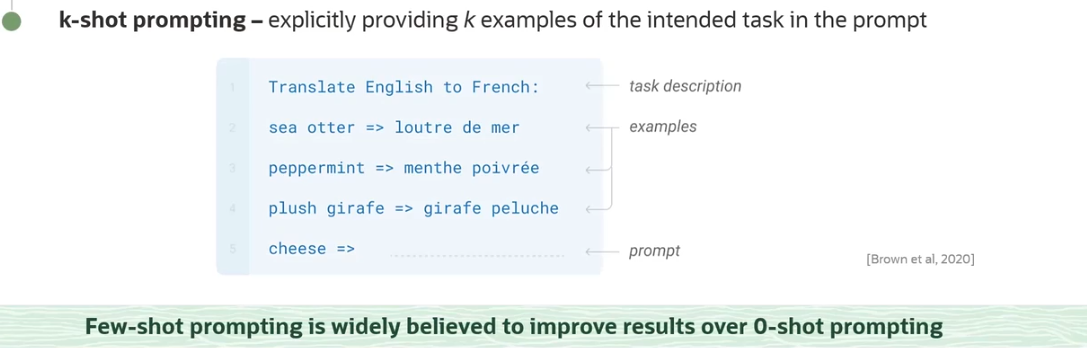 k-shot prompting – explicitly providing k examples of the intended task in the prompt
1 Translate English to French: task description
2 sea otter => loutre de mer examples
3 peppermint => menthe poivrée
4 plush girafe => girafe peluche
5 cheese => prompt
[Brown et al, 2020]
Few-shot prompting is widely believed to improve results over 0-shot prompting